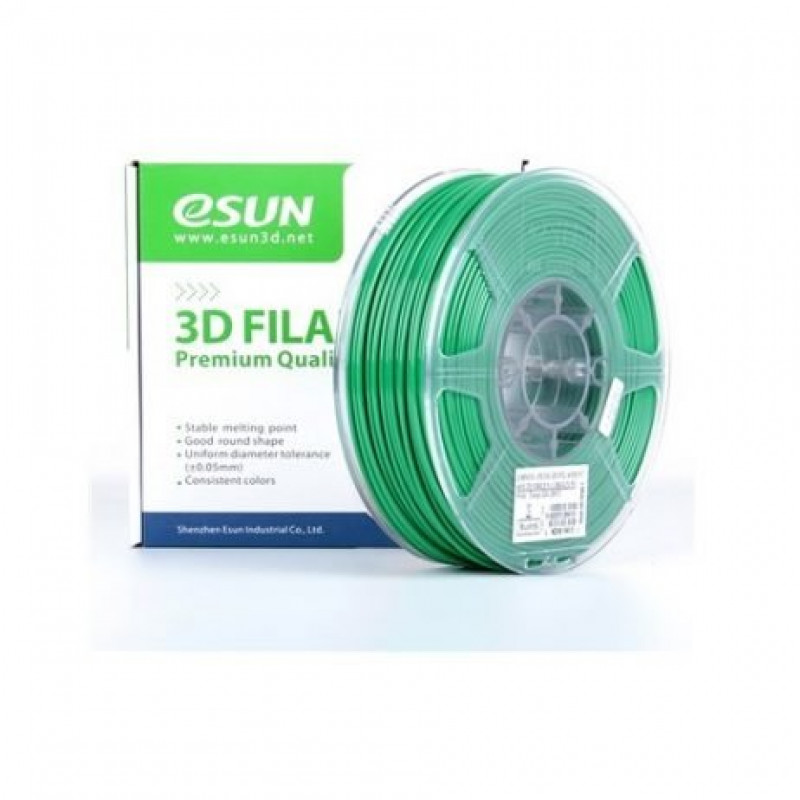 eSUN
www.esun3d.net
>>>>
3D FILA
Premium Quali
• Stable melting point
• Good round shape
• Uniform diameter tolerance
(±0.05mm)
• Consistent colors
Shenzhen Esun Industrial Co., Ltd.